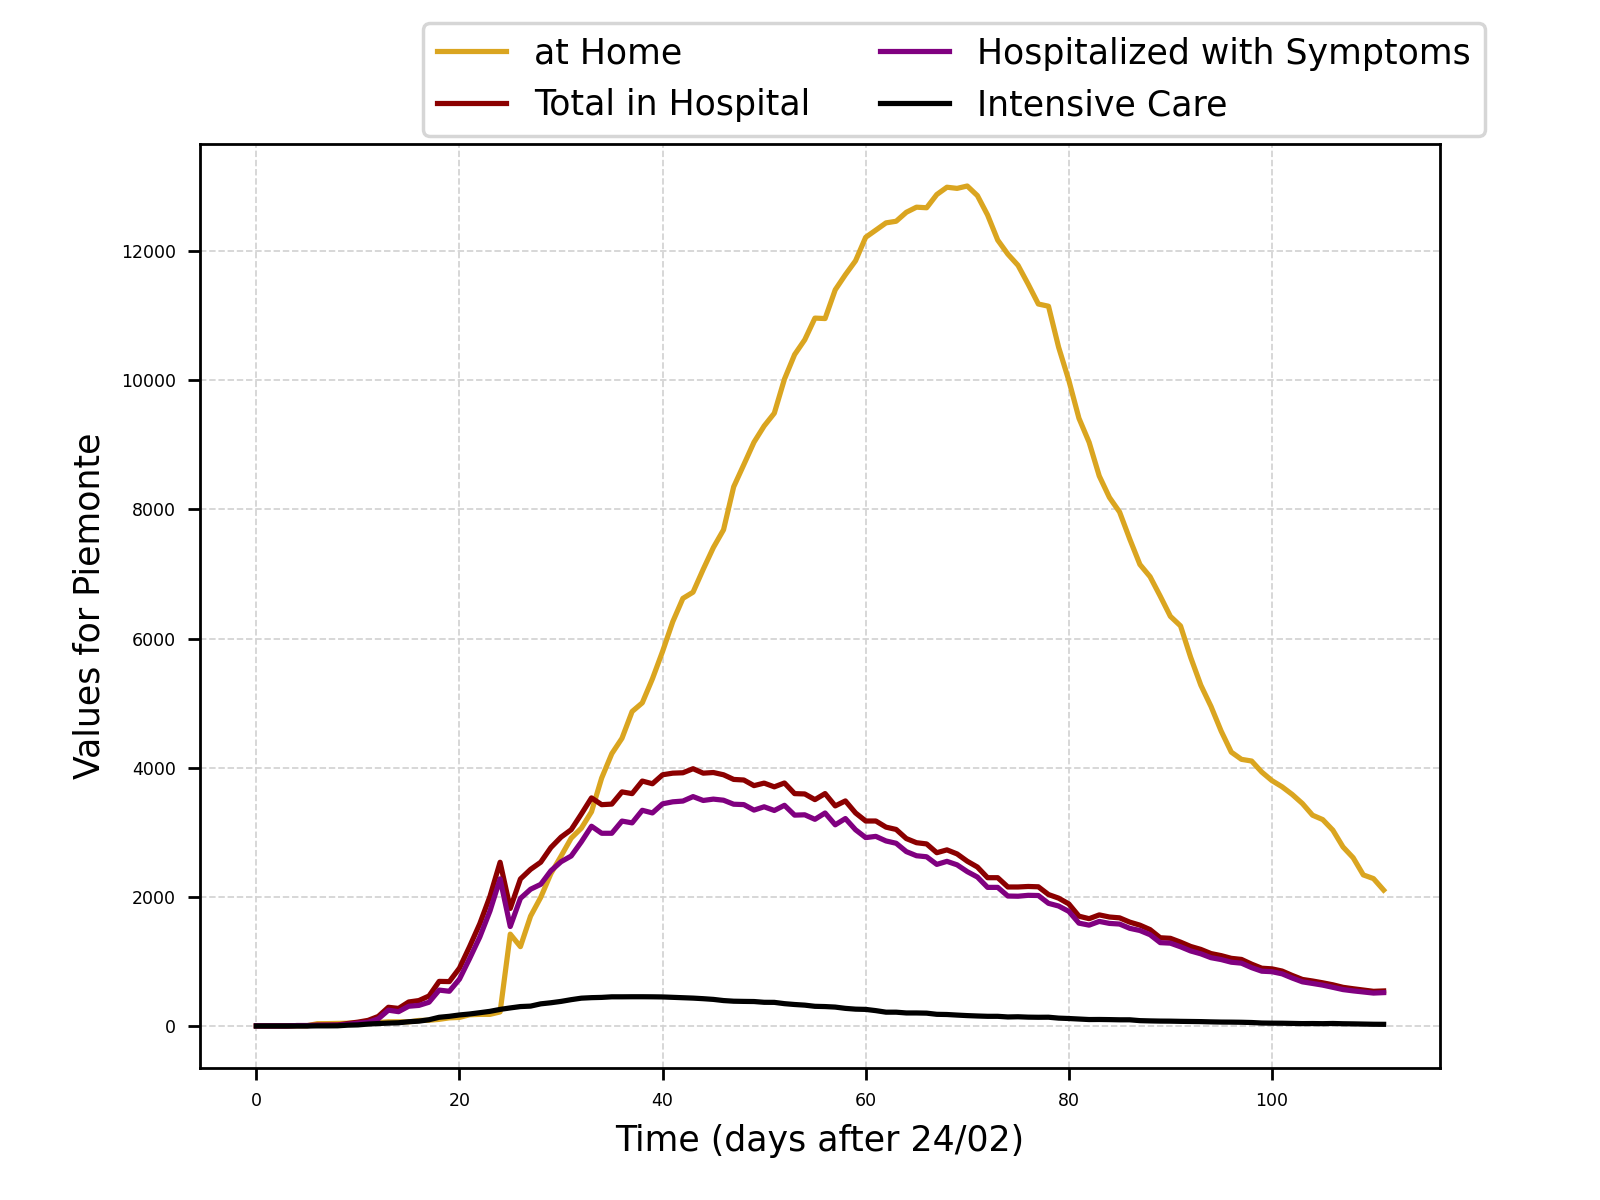 at Home
Total in Hospital
Hospitalized with Symptoms
Intensive Care
Values for Piemonte
12000
10000
8000
6000
4000
2000
0
0 20 40 60 80 100
Time (days after 24/02)